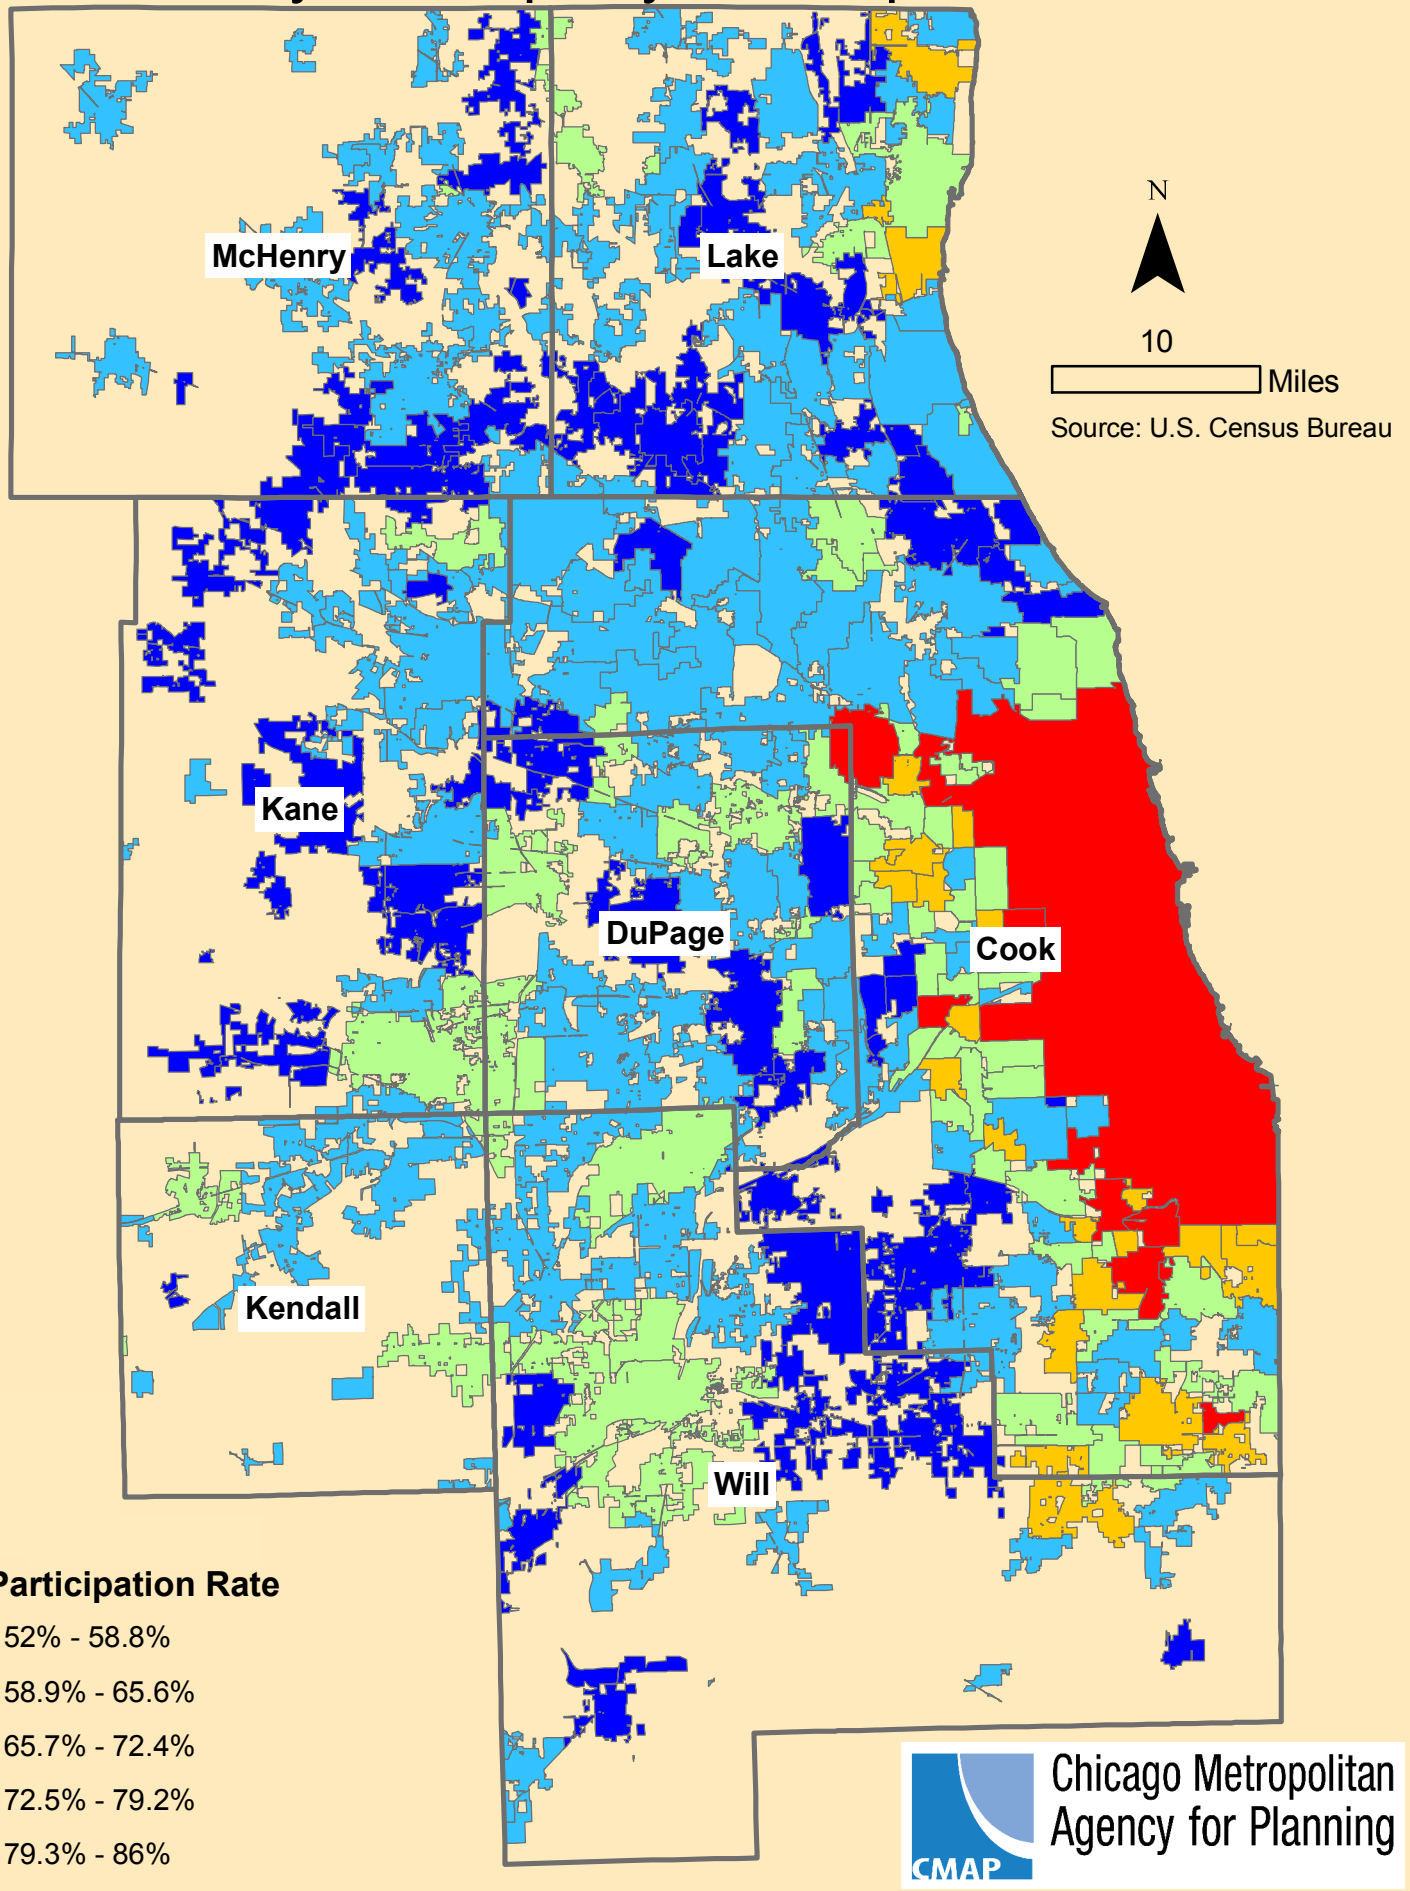 N
10
Miles
Source: U.S. Census Bureau
McHenry
Lake
Kane
DuPage
Cook
Kendall
Will
Participation Rate
52% - 58.8%
58.9% - 65.6%
65.7% - 72.4%
72.5% - 79.2%
79.3% - 86%
Chicago Metropolitan
Agency for Planning
CMAP